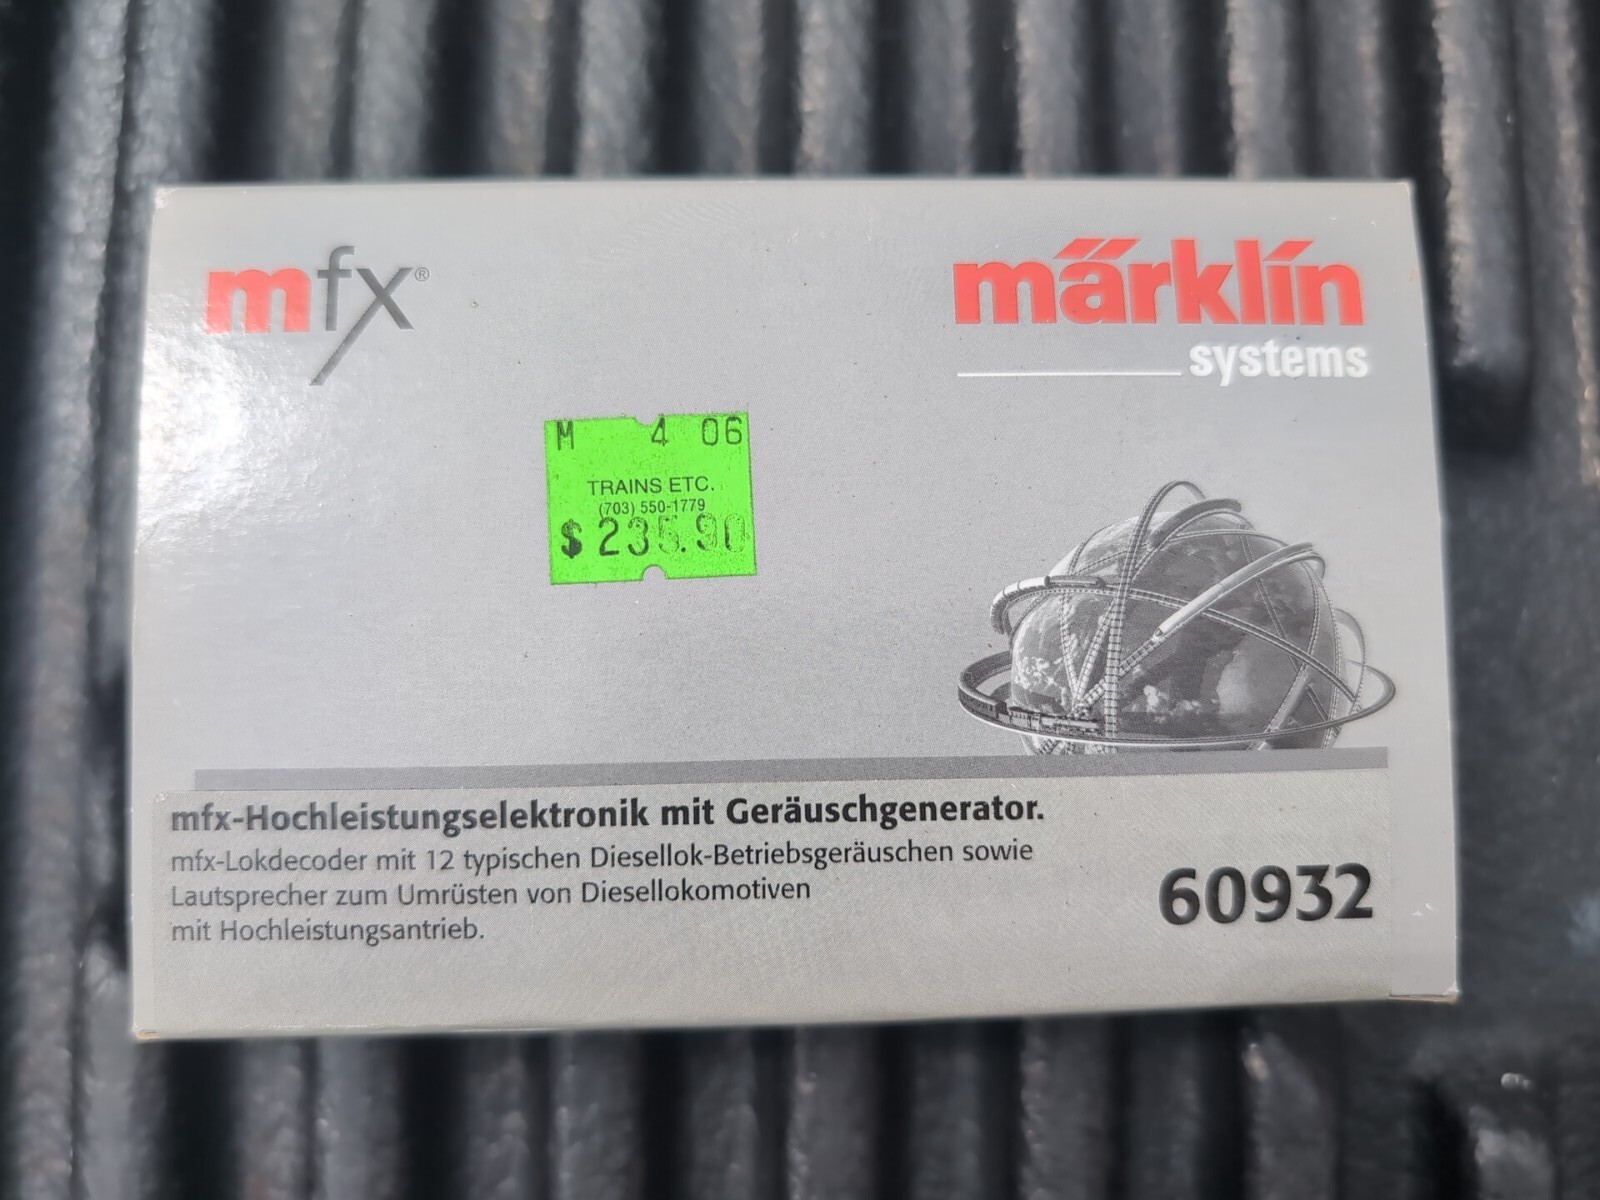 mfx®
märklin
systems
M 4 06
TRAINS ETC.
(703) 550-1779
$235.90
mfx-Hochleistungselektronik mit Geräuschgenerator.
mfx-Lokdecoder mit 12 typischen Diesellok-Betriebsgeräuschen sowie
Lautsprecher zum Umrüsten von Diesellokomotiven
mit Hochleistungsantrieb.
60932